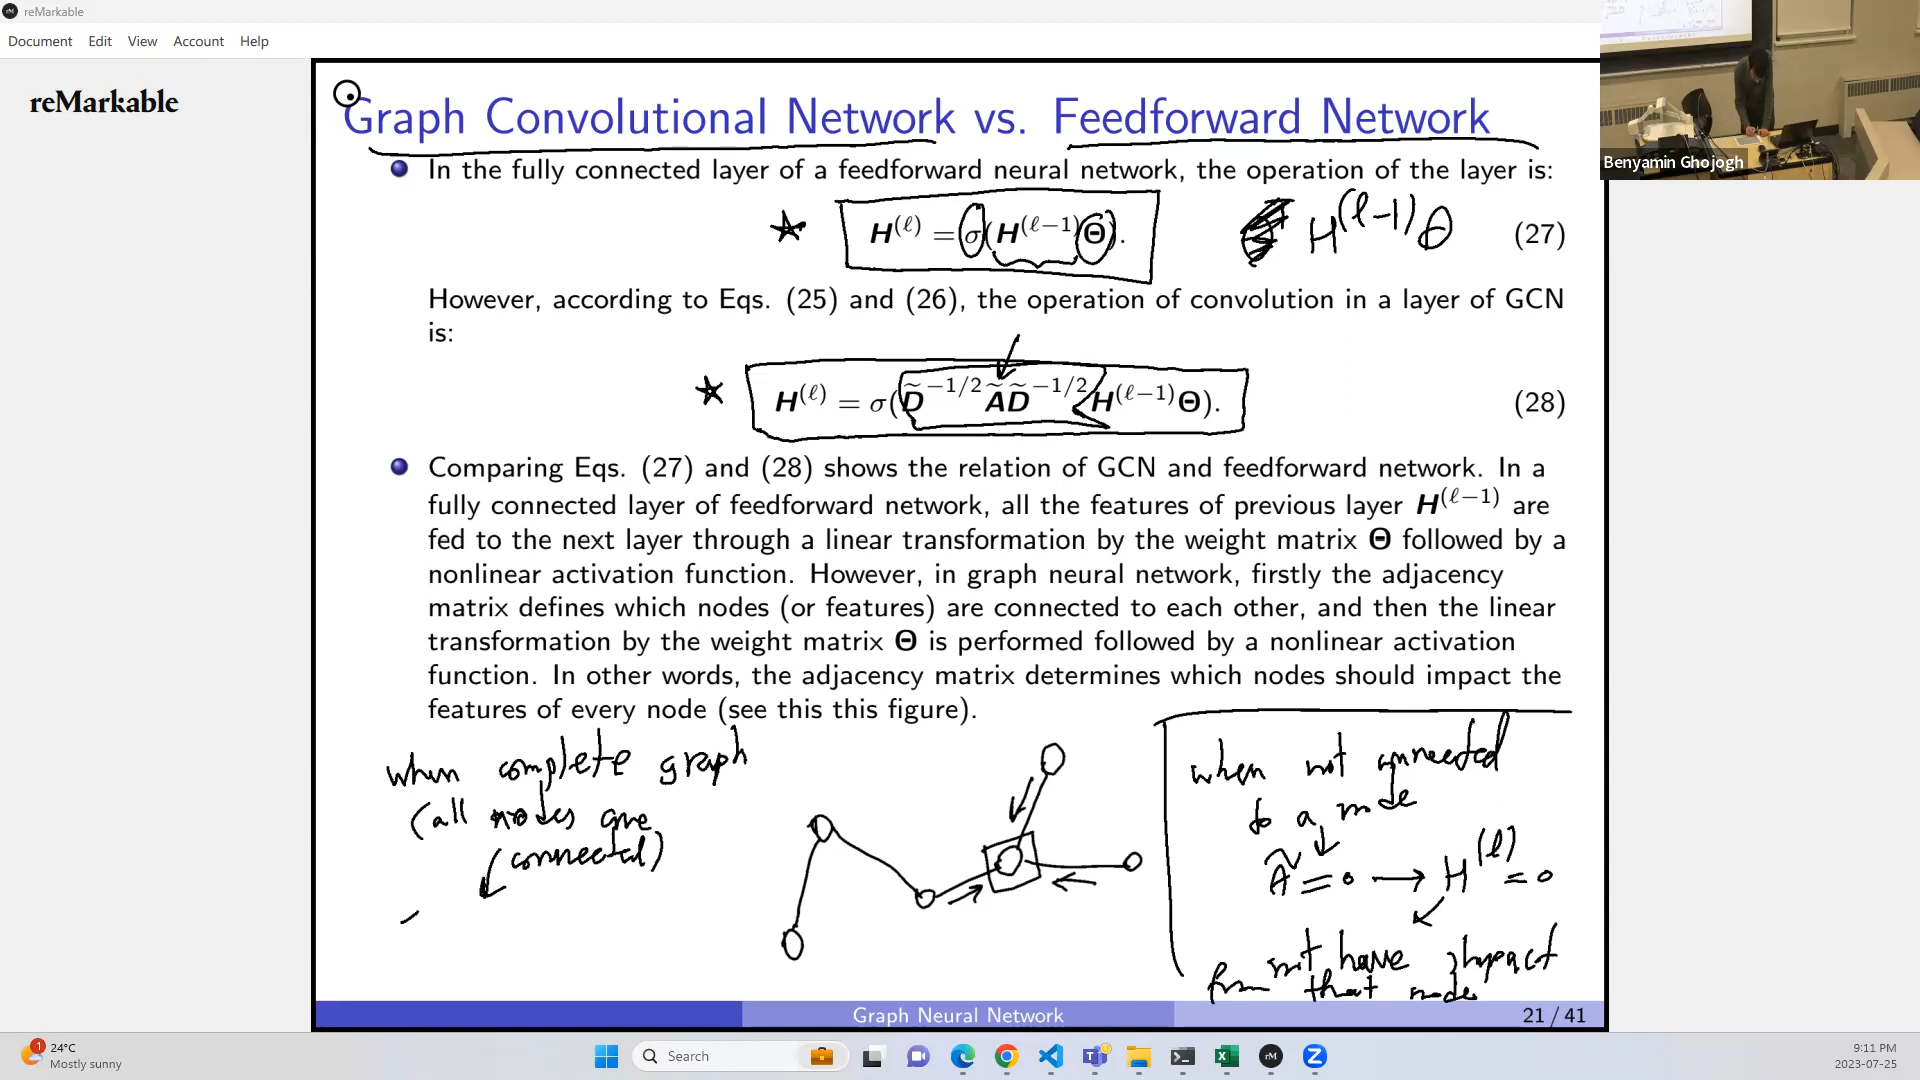 reMarkable
Document Edit View Account Help
reMarkable
Graph Convolutional Network vs. Feedforward Network
In the fully connected layer of a feedforward neural network, the operation of the layer is:
H^(ℓ) = σ(H^(ℓ−1)Θ). H^(ℓ−1)Θ (27)
However, according to Eqs. (25) and (26), the operation of convolution in a layer of GCN
is:
H^(ℓ) = σ(D̃^−1/2ÃD̃^−1/2H^(ℓ−1)Θ). (28)
Comparing Eqs. (27) and (28) shows the relation of GCN and feedforward network. In a
fully connected layer of feedforward network, all the features of previous layer H^(ℓ−1) are
fed to the next layer through a linear transformation by the weight matrix Θ followed by a
nonlinear activation function. However, in graph neural network, firstly the adjacency
matrix defines which nodes (or features) are connected to each other, and then the linear
transformation by the weight matrix Θ is performed followed by a nonlinear activation
function. In other words, the adjacency matrix determines which nodes should impact the
features of every node (see this this figure).
when complete graph
(all nodes are
connected)
when not connected
to a node
Ã = 0 → H^(ℓ) = 0
not have impact
from that node
Graph Neural Network
21 / 41
Benyamin Ghojogh
1
24°C
Mostly sunny
Search
rM
9:11 PM
2023-07-25